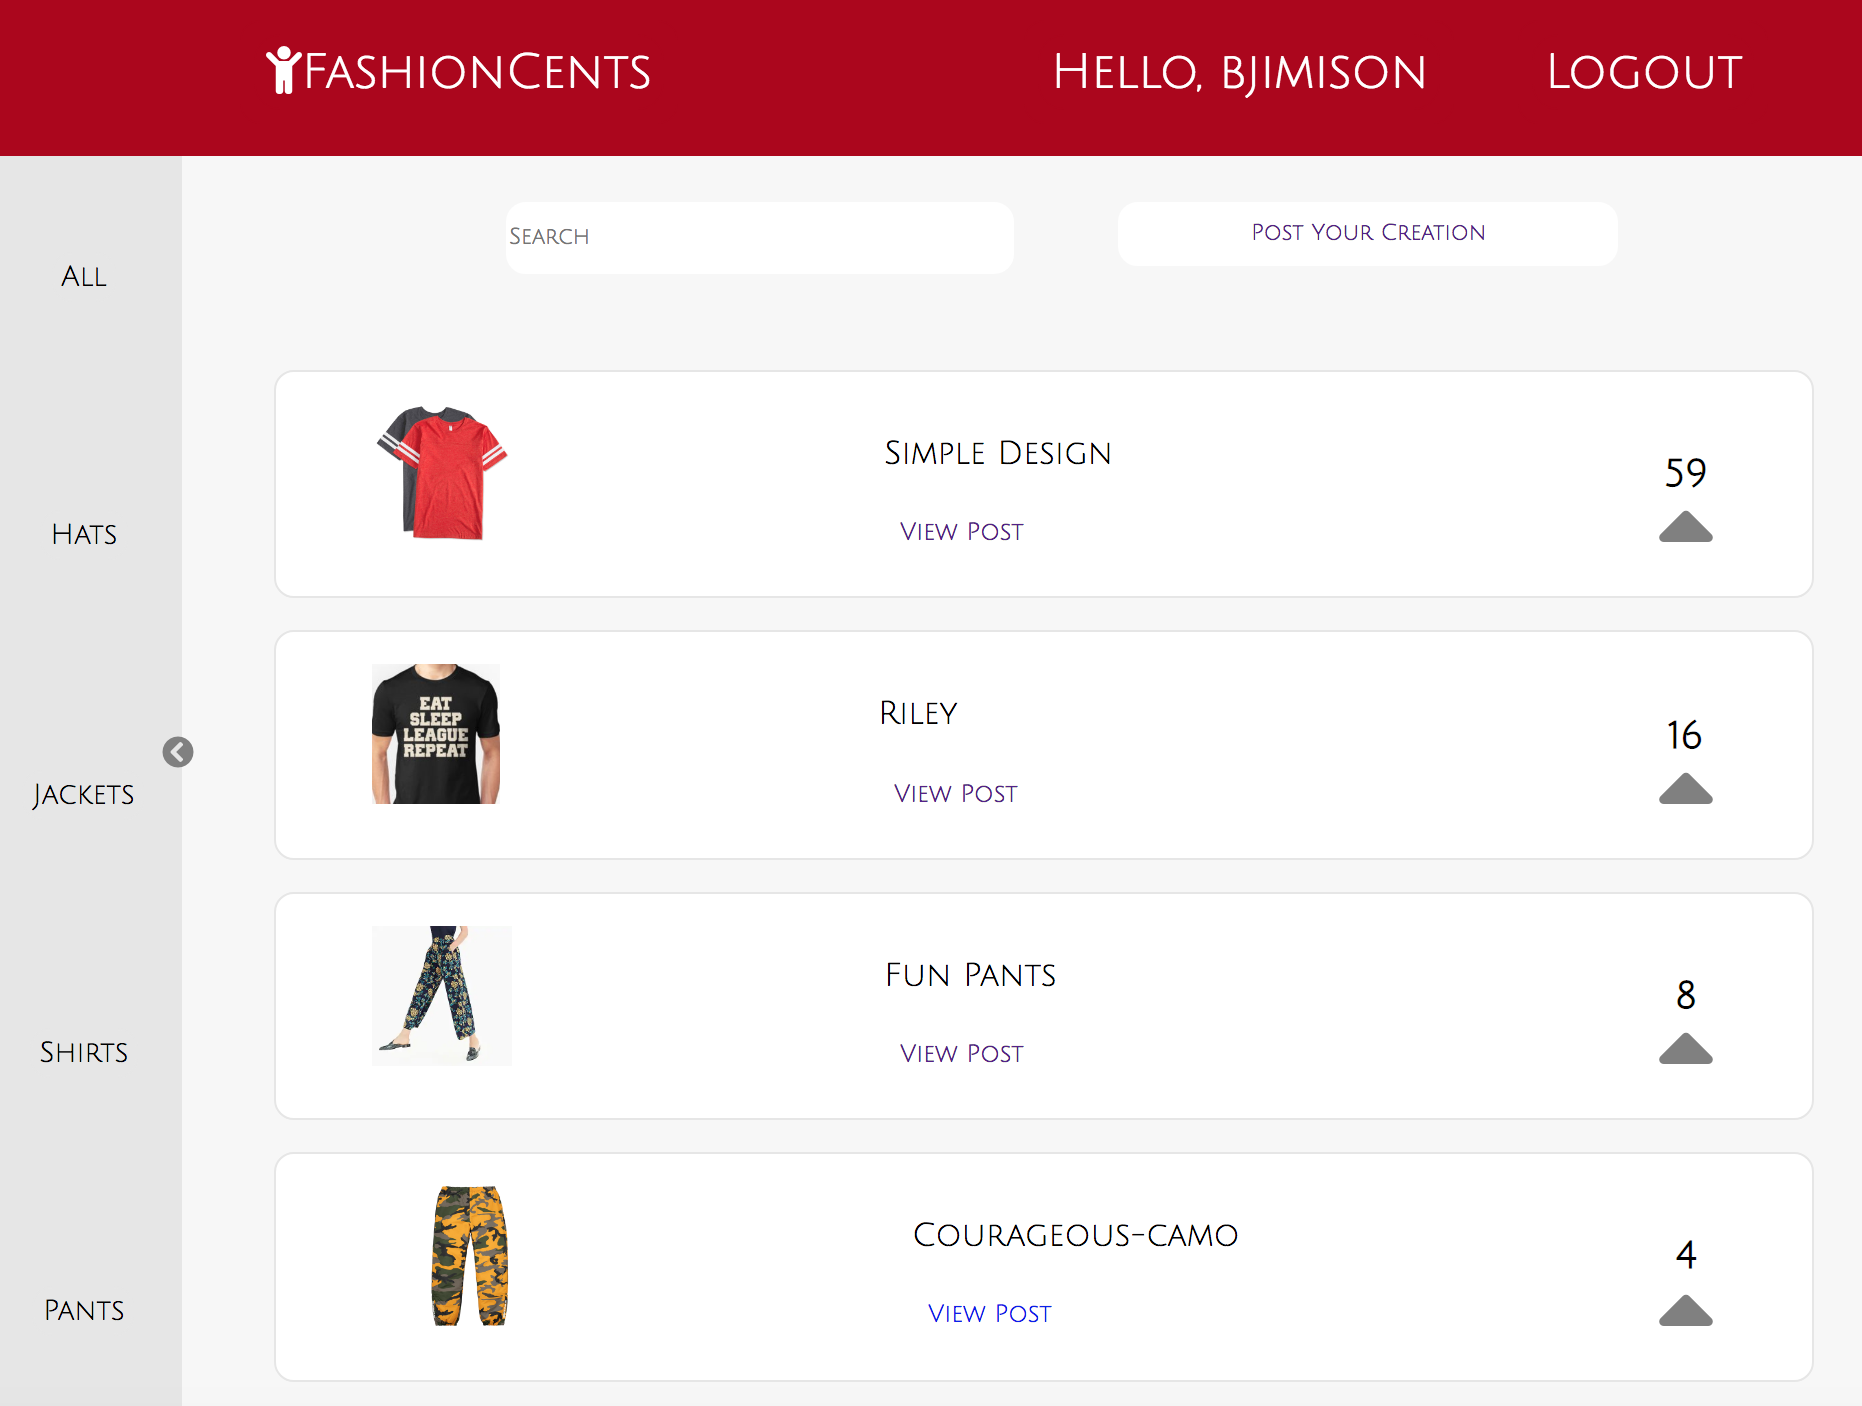 FashionCents
Hello, bjimison
Logout
Search
Post Your Creation
All
Hats
Jackets
Shirts
Pants
Simple Design
View Post
59
EAT
SLEEP
LEAGUE
REPEAT
Riley
View Post
16
Fun Pants
View Post
8
Courageous-camo
View Post
4